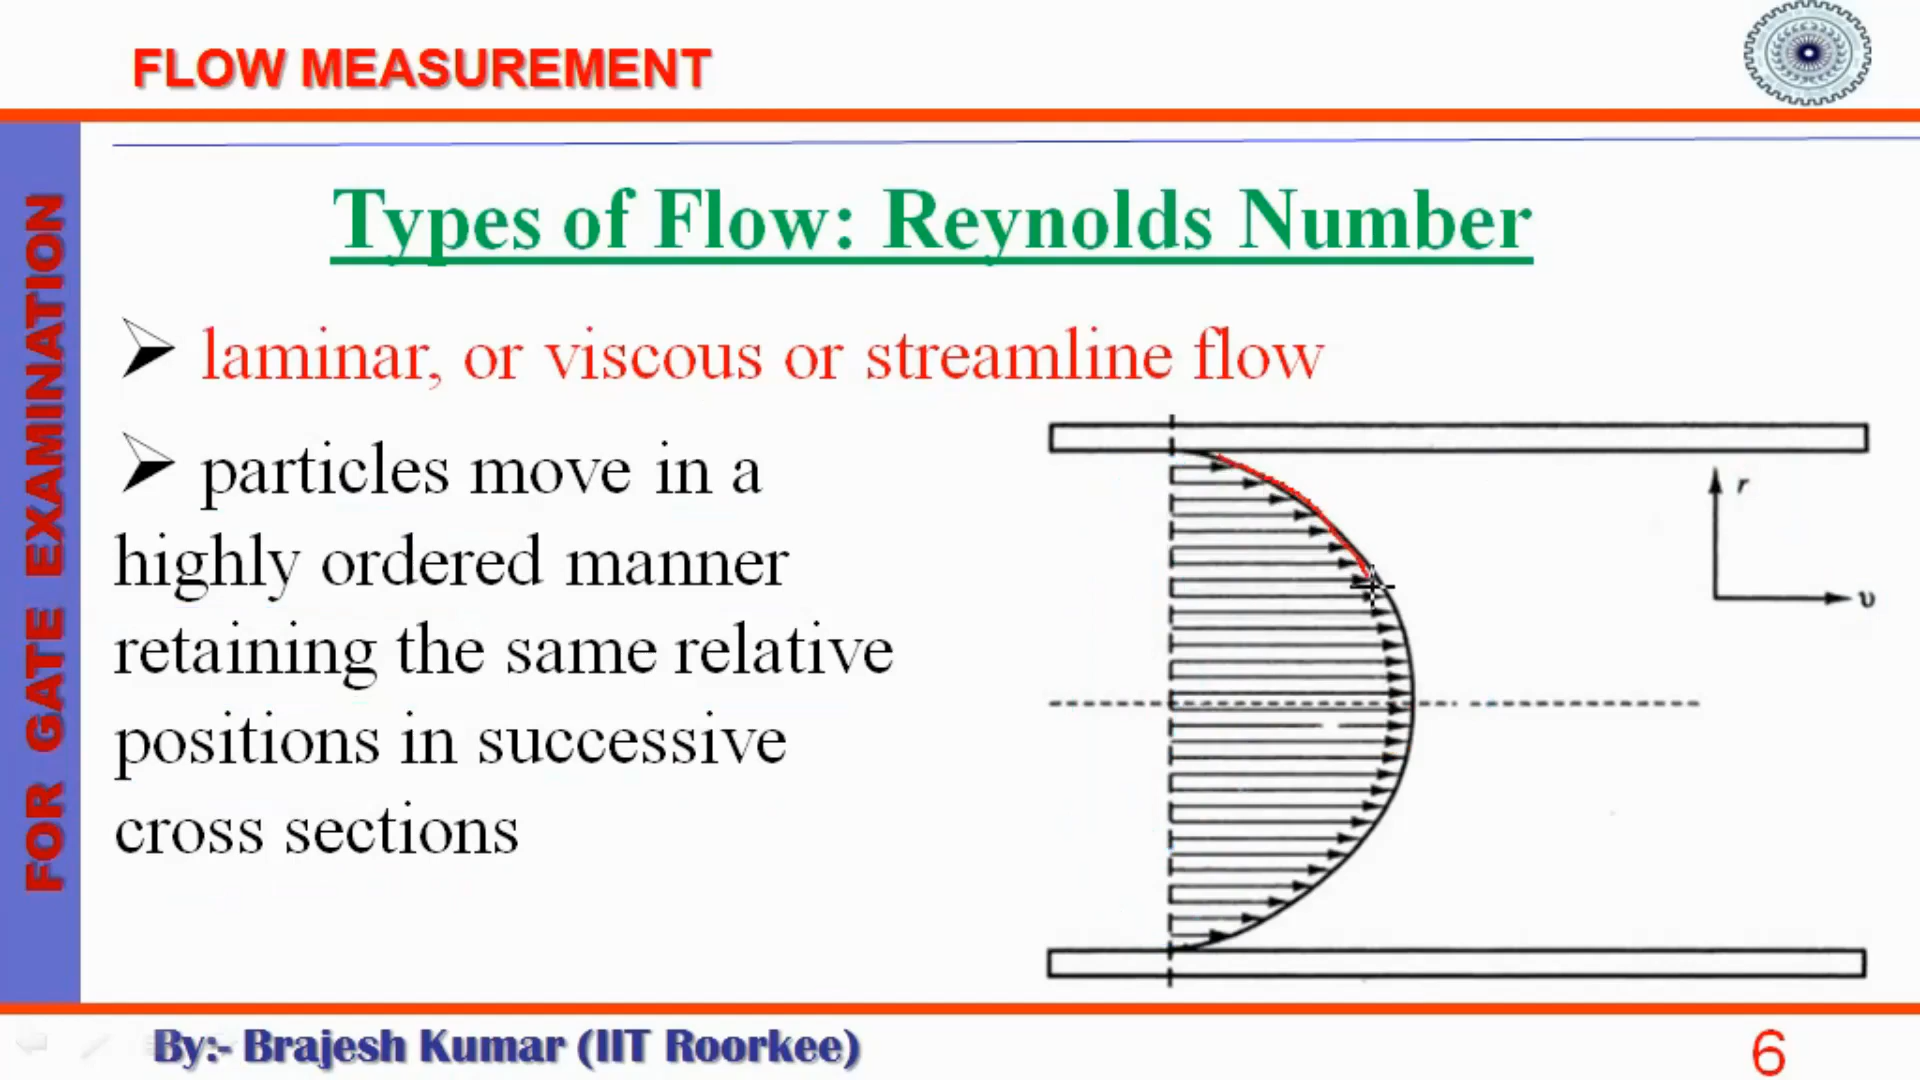 FLOW MEASUREMENT
FOR GATE EXAMINATION
Types of Flow: Reynolds Number
laminar, or viscous or streamline flow
particles move in a
highly ordered manner
retaining the same relative
positions in successive
cross sections
r
υ
By:- Brajesh Kumar (IIT Roorkee)
6